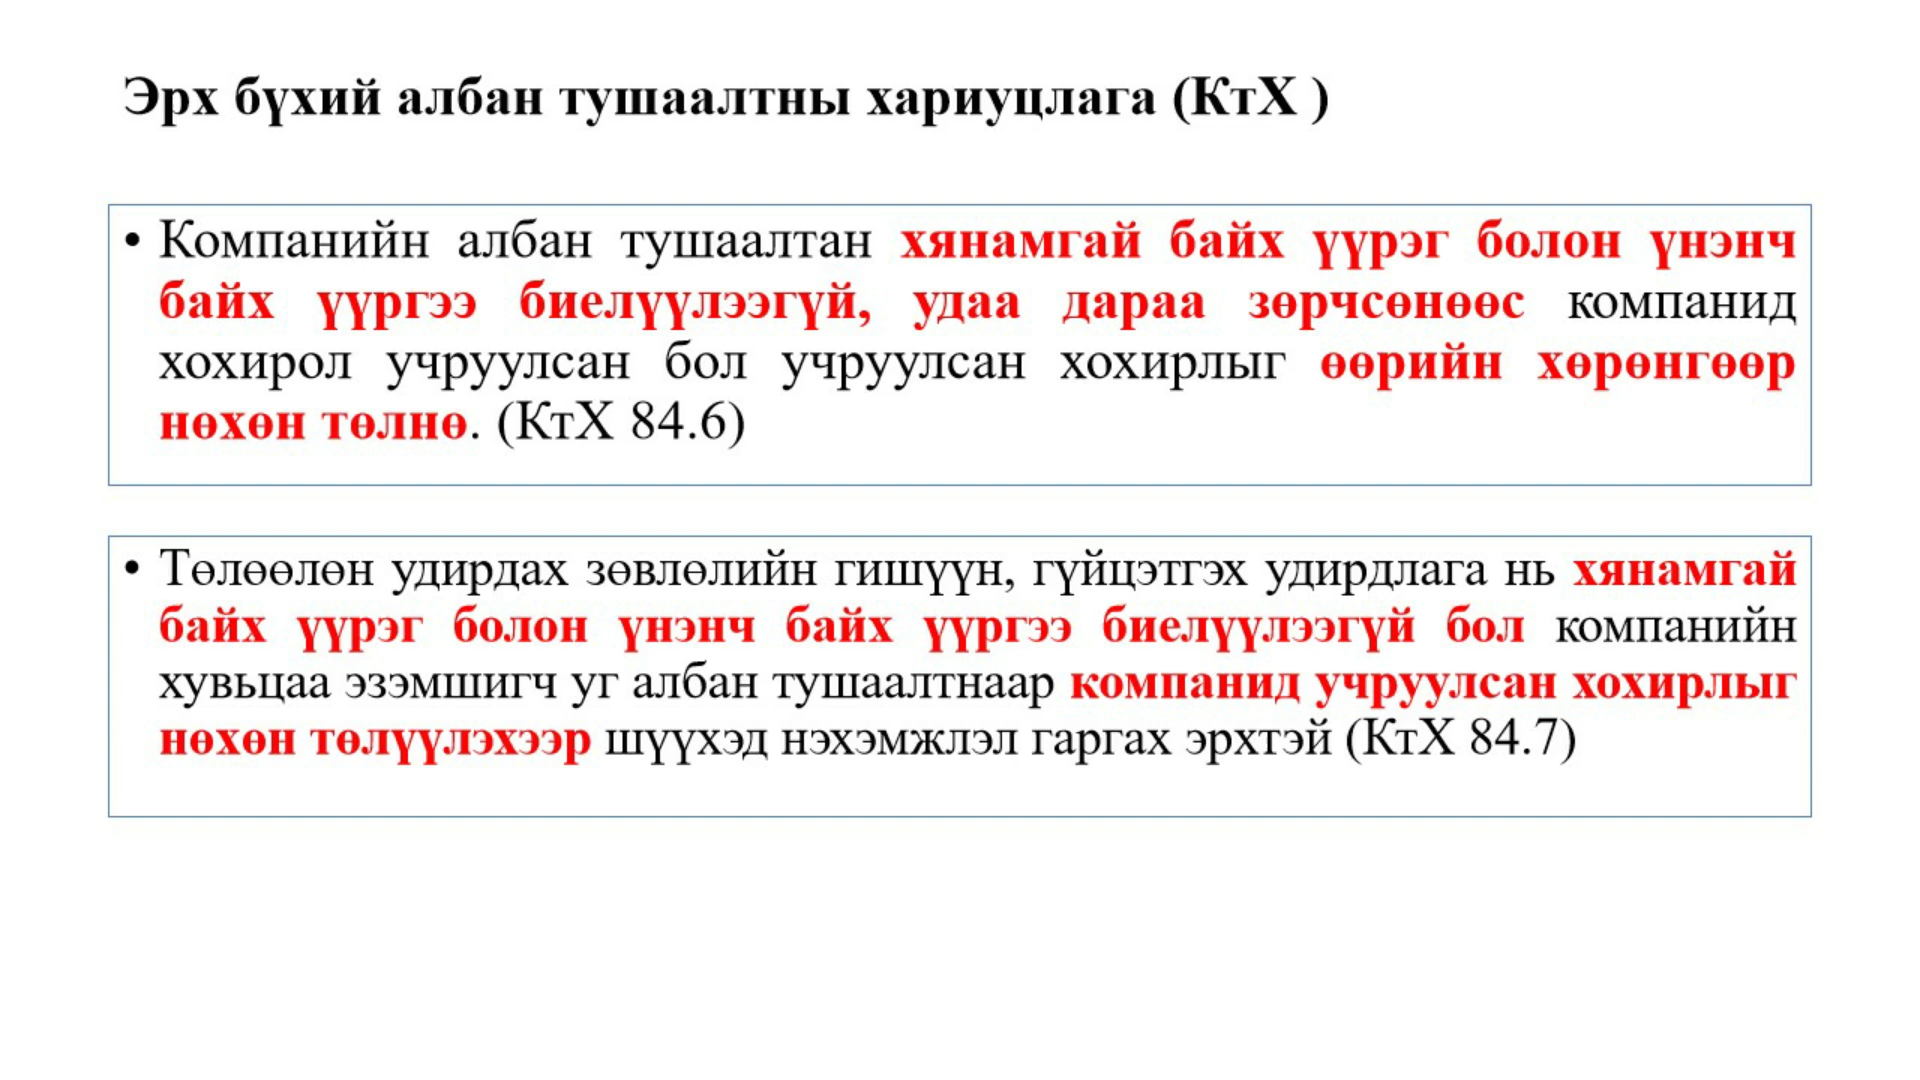 Эрх бүхий албан тушаалтны хариуцлага (КтХ )
• Компанийн албан тушаалтан хянамгай байх үүрэг болон үнэнч
байх үүргээ биелүүлээгүй, удаа дараа зөрчсөнөөс компанид
хохирол учруулсан бол учруулсан хохирлыг өөрийн хөрөнгөөр
нөхөн төлнө. (КтХ 84.6)
• Төлөөлөн удирдах зөвлөлийн гишүүн, гүйцэтгэх удирдлага нь хянамгай
байх үүрэг болон үнэнч байх үүргээ биелүүлээгүй бол компанийн
хувьцаа эзэмшигч уг албан тушаалтнаар компанид учруулсан хохирлыг
нөхөн төлүүлэхээр шүүхэд нэхэмжлэл гаргах эрхтэй (КтХ 84.7)